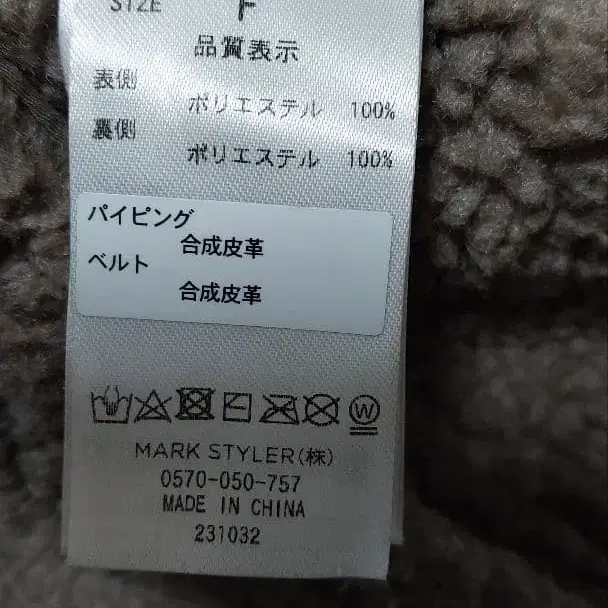 SIZE F
品質表示
表側
ポリエステル 100%
裏側
ポリエステル 100%
パイピング
合成皮革
ベルト
合成皮革
W
MARK STYLER(株)
0570-050-757
MADE IN CHINA
231032